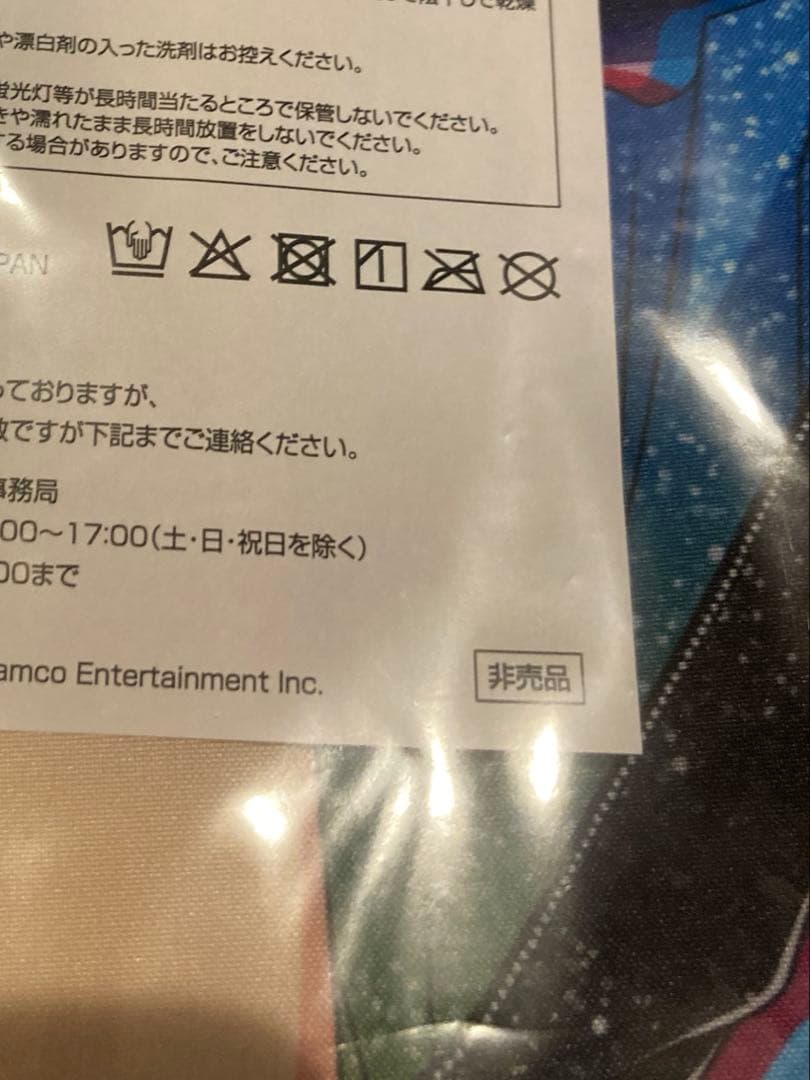 陰干しで乾燥
や漂白剤の入った洗剤はお控えください。
蛍光灯等が長時間当たるところで保管しないでください。
きや濡れたまま長時間放置をしないでください。
する場合がありますので、ご注意ください。
PAN
っておりますが、
数ですが下記までご連絡ください。
事務局
00〜17:00(土・日・祝日を除く)
00まで
amco Entertainment Inc.
非売品